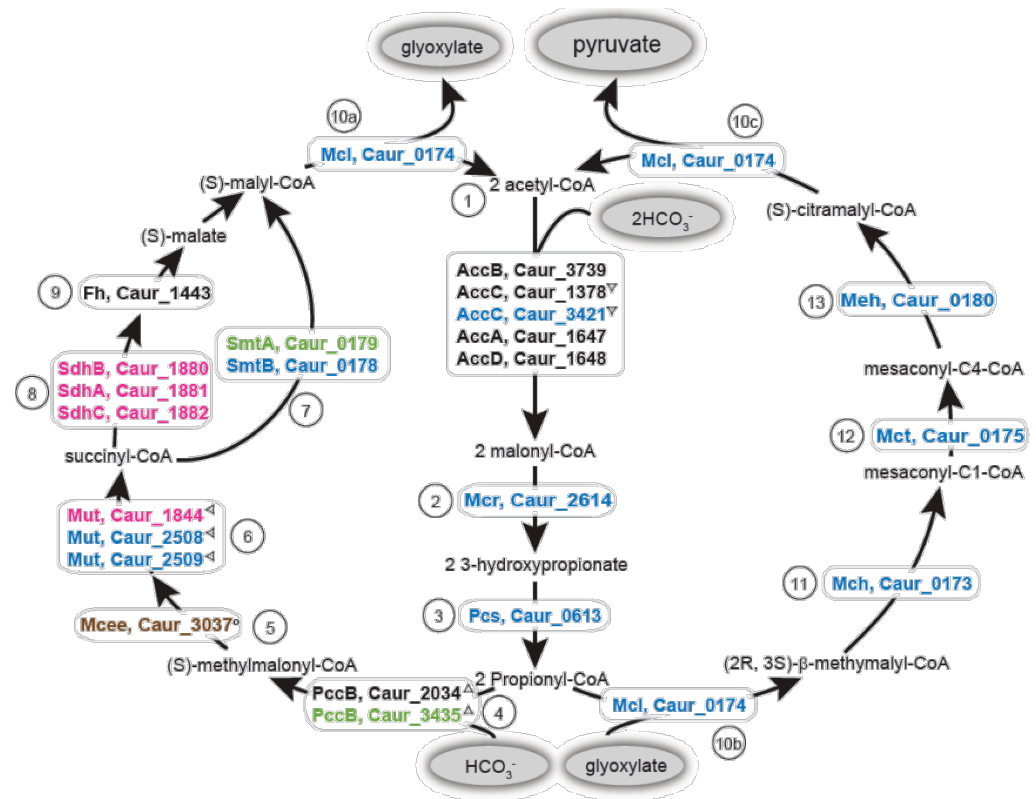 glyoxylate
pyruvate
10a
10c
Mcl, Caur_0174
Mcl, Caur_0174
(S)-malyl-CoA
1
2 acetyl-CoA
(S)-citramalyl-CoA
2HCO3-
(S)-malate
9
Fh, Caur_1443
AccB, Caur_3739
AccC, Caur_1378
AccC, Caur_3421
AccA, Caur_1647
AccD, Caur_1648
13
Meh, Caur_0180
SmtA, Caur_0179
SmtB, Caur_0178
8
SdhB, Caur_1880
SdhA, Caur_1881
SdhC, Caur_1882
7
mesaconyl-C4-CoA
12
Mct, Caur_0175
succinyl-CoA
2 malonyl-CoA
mesaconyl-C1-CoA
2
Mcr, Caur_2614
Mut, Caur_1844
Mut, Caur_2508
Mut, Caur_2509
6
2 3-hydroxypropionate
11
Mch, Caur_0173
3
Pcs, Caur_0613
Mcee, Caur_3037o
5
(S)-methylmalonyl-CoA
(2R, 3S)-β-methymalyl-CoA
2 Propionyl-CoA
PccB, Caur_2034
PccB, Caur_3435
4
Mcl, Caur_0174
10b
HCO3-
glyoxylate